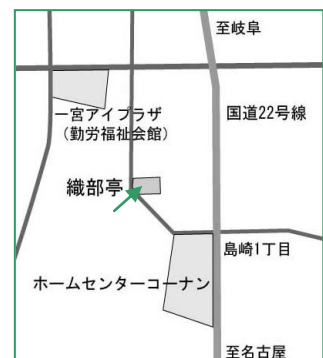 至岐阜
一宮アイプラザ
(勤労福祉会館)
国道22号線
織部亭
島崎1丁目
ホームセンターコーナン
至名古屋